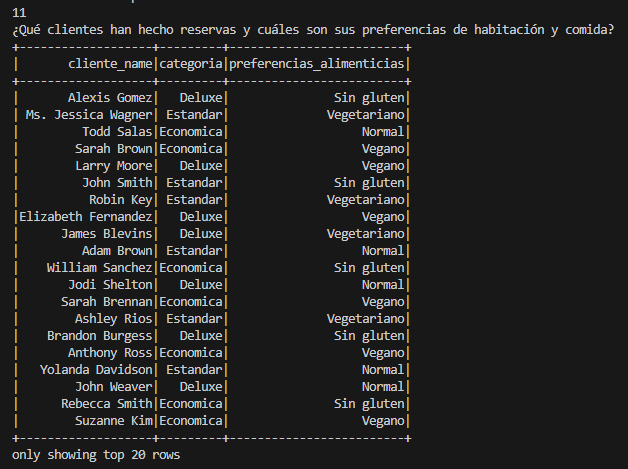 11
¿Qué clientes han hecho reservas y cuáles son sus preferencias de habitación y comida?
+-------------------+---------+------------------------+
|       cliente_name|categoria|preferencias_alimenticias|
+-------------------+---------+------------------------+
|       Alexis Gomez|   Deluxe|              Sin gluten|
| Ms. Jessica Wagner| Estandar|             Vegetariano|
|         Todd Salas|Economica|                  Normal|
|        Sarah Brown|Economica|                  Vegano|
|        Larry Moore|   Deluxe|                  Vegano|
|         John Smith| Estandar|              Sin gluten|
|          Robin Key| Estandar|             Vegetariano|
|Elizabeth Fernandez|   Deluxe|                  Vegano|
|      James Blevins|   Deluxe|             Vegetariano|
|         Adam Brown| Estandar|                  Normal|
|    William Sanchez|Economica|              Sin gluten|
|       Jodi Shelton|   Deluxe|                  Normal|
|      Sarah Brennan|Economica|                  Vegano|
|        Ashley Rios| Estandar|             Vegetariano|
|    Brandon Burgess|   Deluxe|              Sin gluten|
|       Anthony Ross|Economica|                  Vegano|
|   Yolanda Davidson| Estandar|                  Normal|
|        John Weaver|   Deluxe|                  Normal|
|      Rebecca Smith|Economica|              Sin gluten|
|        Suzanne Kim|Economica|                  Vegano|
+-------------------+---------+------------------------+
only showing top 20 rows